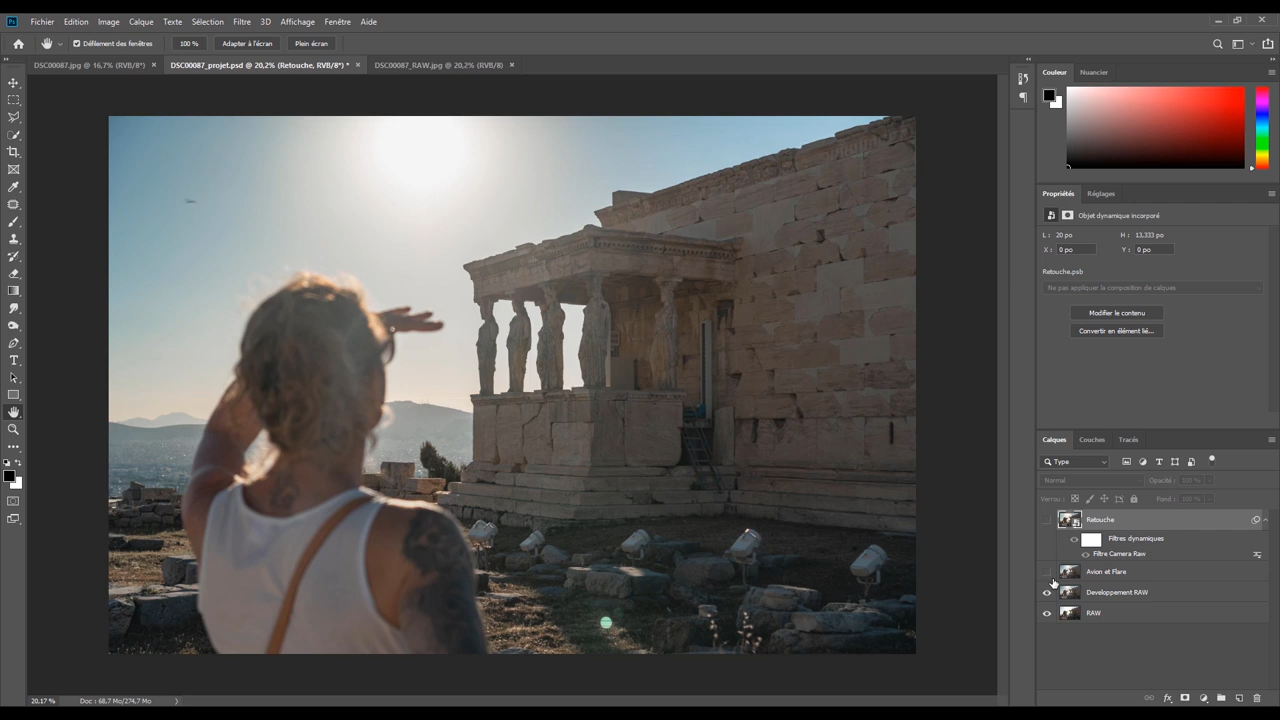 Ps Fichier Edition Image Calque Texte Sélection Filtre 3D Affichage Fenêtre Aide
Défilement des fenêtres 100 % Adapter à l'écran Plein écran
DSC00087.jpg @ 16,7% (RVB/8*) DSC00087_projet.psd @ 20,2% (Retouche, RVB/8*) * DSC00087_RAW.jpg @ 20,2% (RVB/8)
Couleur Nuancier
Propriétés Réglages
Objet dynamique incorporé
L : 20 po H : 13,333 po
X : 0 po Y : 0 po
Retouche.psb
Ne pas appliquer la composition de calques
Modifier le contenu
Convertir en élément lié...
Calques Couches Tracés
Type
Normal Opacité : 100 %
Verrou : Fond : 100 %
Retouche
Filtres dynamiques
Filtre Camera Raw
Avion et Flare
Developpement RAW
RAW
20,17 % Doc : 68,7 Mo/274,7 Mo